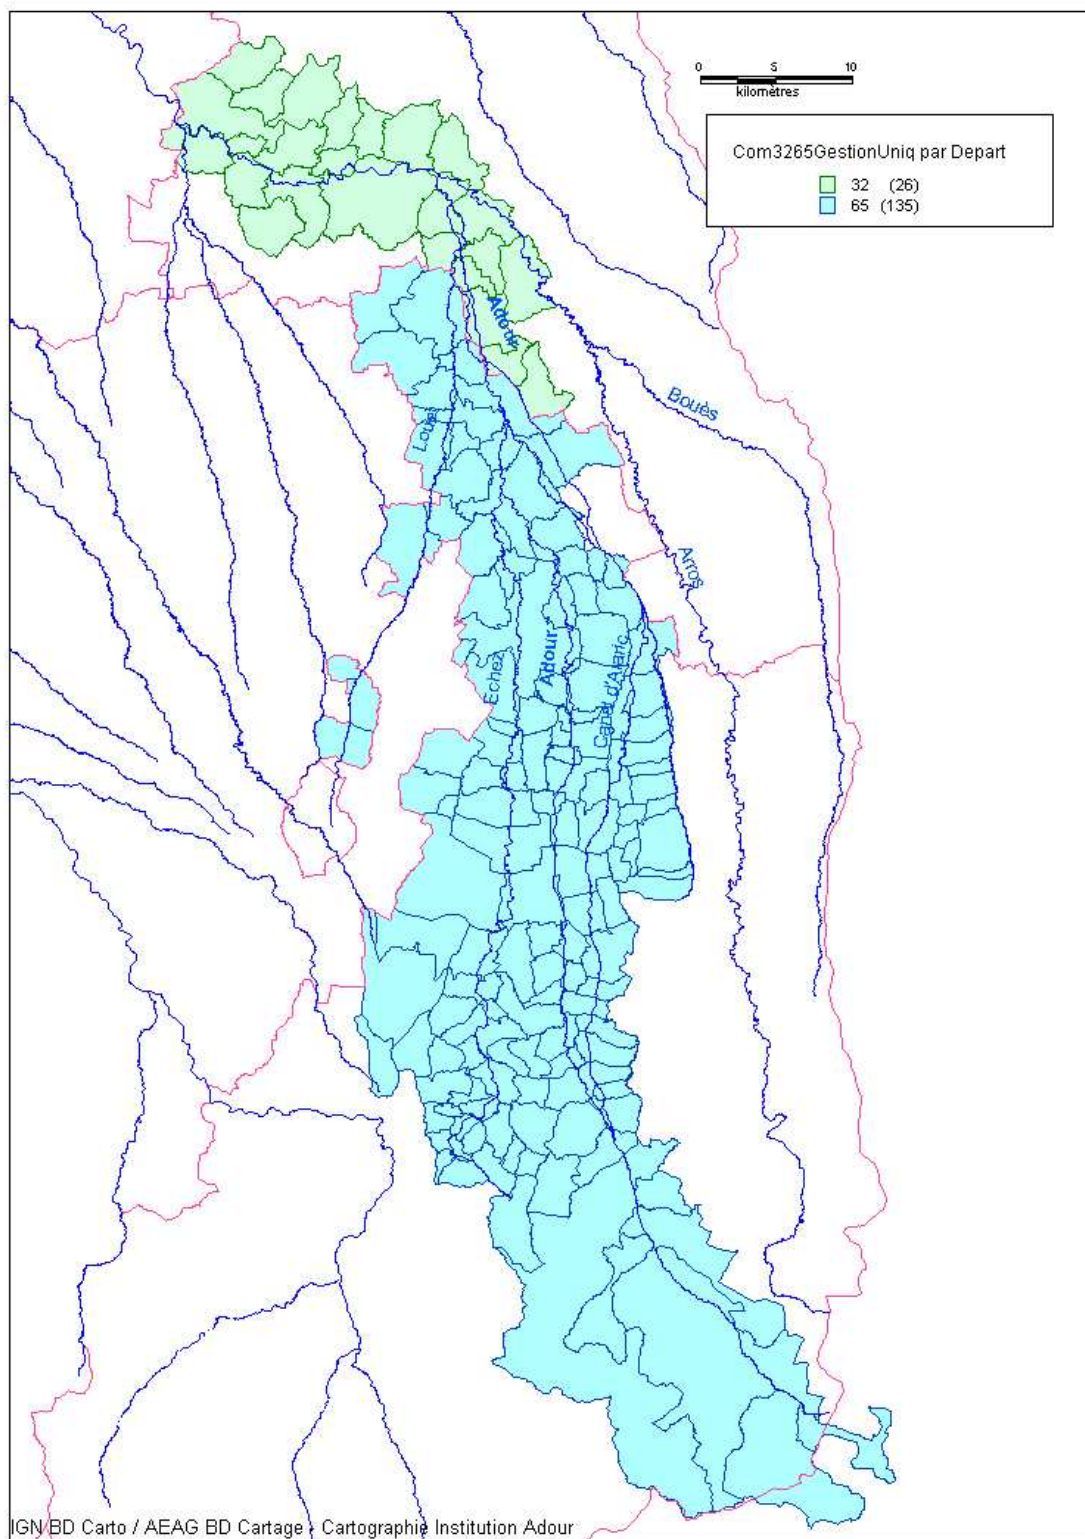 0 5 10
kilomètres
Com3265GestionUniq par Depart
32 (26)
65 (135)
Adour
Bouès
Louet
Arros
Echez
Adour
Canal d'Alaric
IGN BD Carto / AEAG BD Cartage - Cartographie Institution Adour